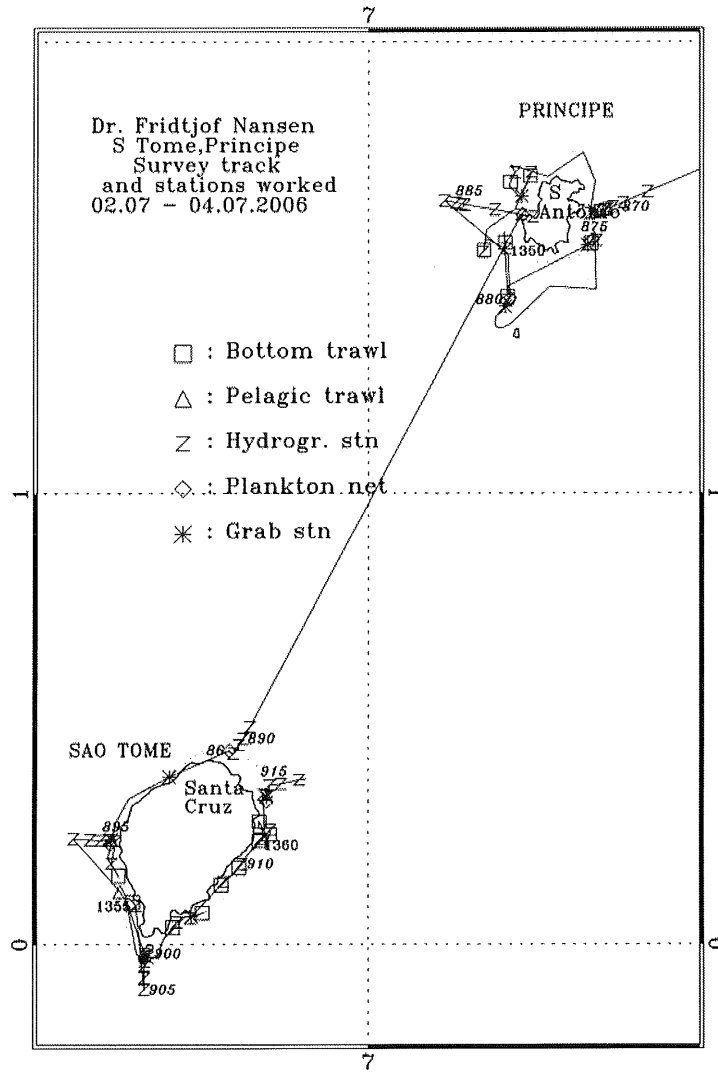 7
PRINCIPE
Dr. Fridtjof Nansen
S Tome,Principe
Survey track
and stations worked
02.07 - 04.07.2006
885
S
Antonio
870
875
1350
880
: Bottom trawl
: Pelagic trawl
: Hydrogr. stn
: Plankton net
: Grab stn
1
1
890
SAO TOME
86
915
Santa
Cruz
895
1360
910
1355
0
0
900
905
7